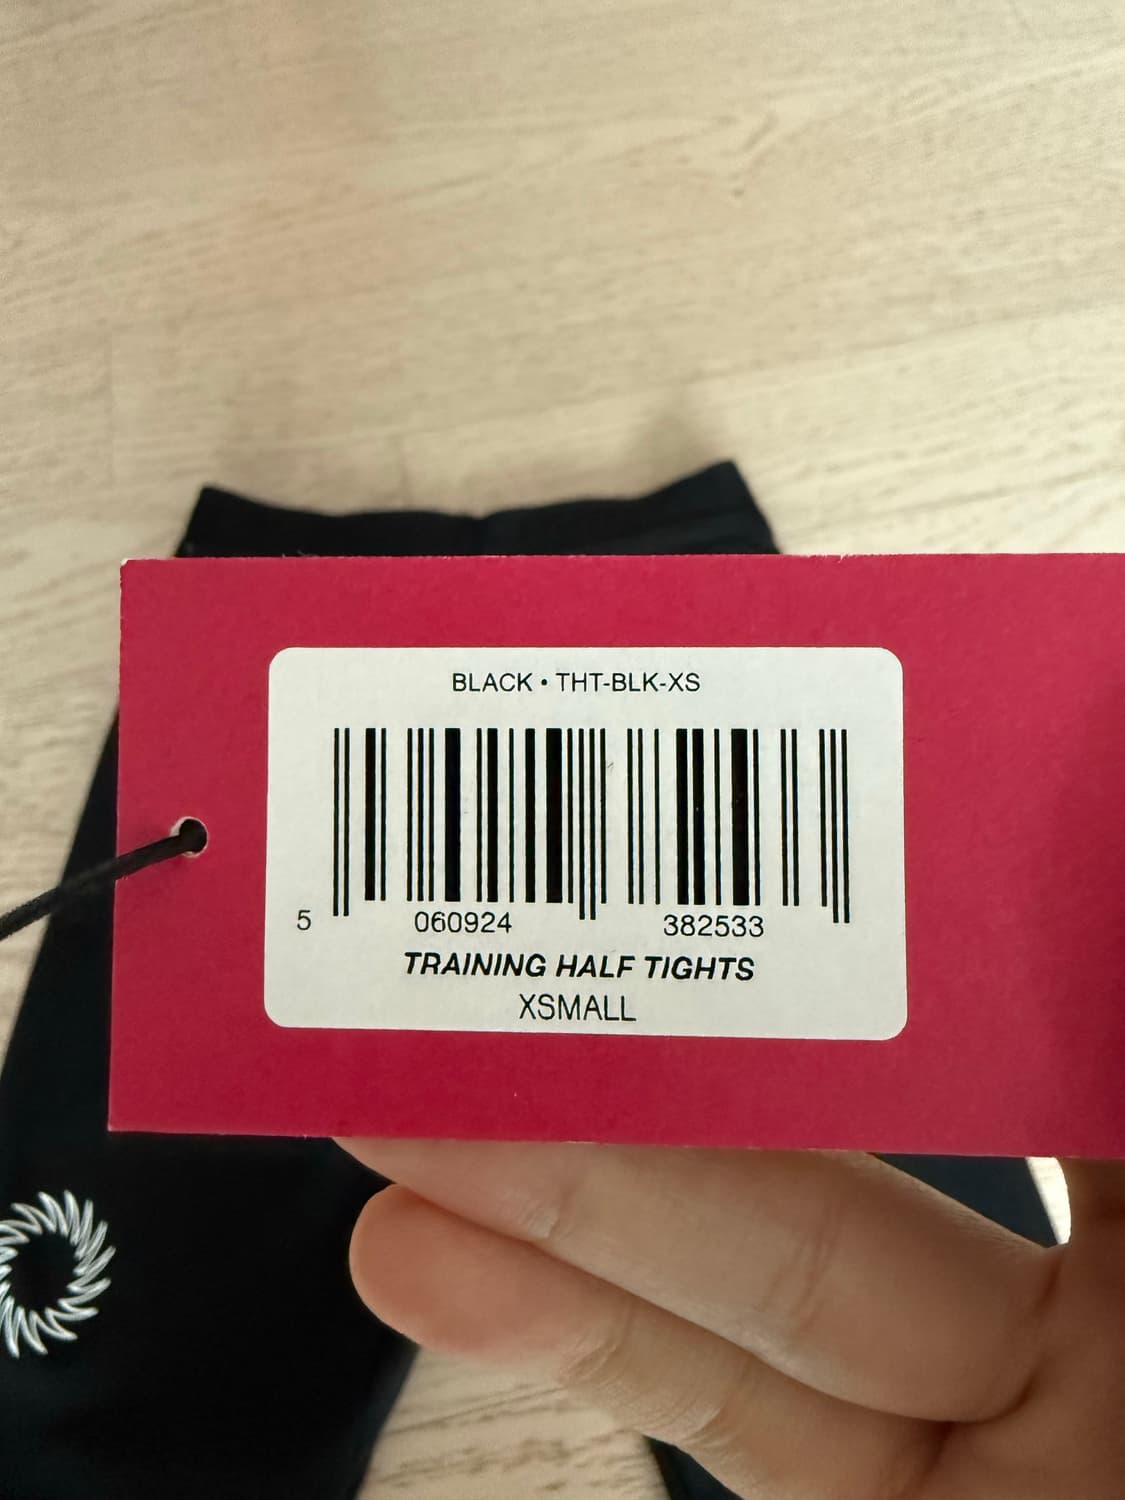 BLACK • THT-BLK-XS
5 060924 382533
TRAINING HALF TIGHTS
XSMALL